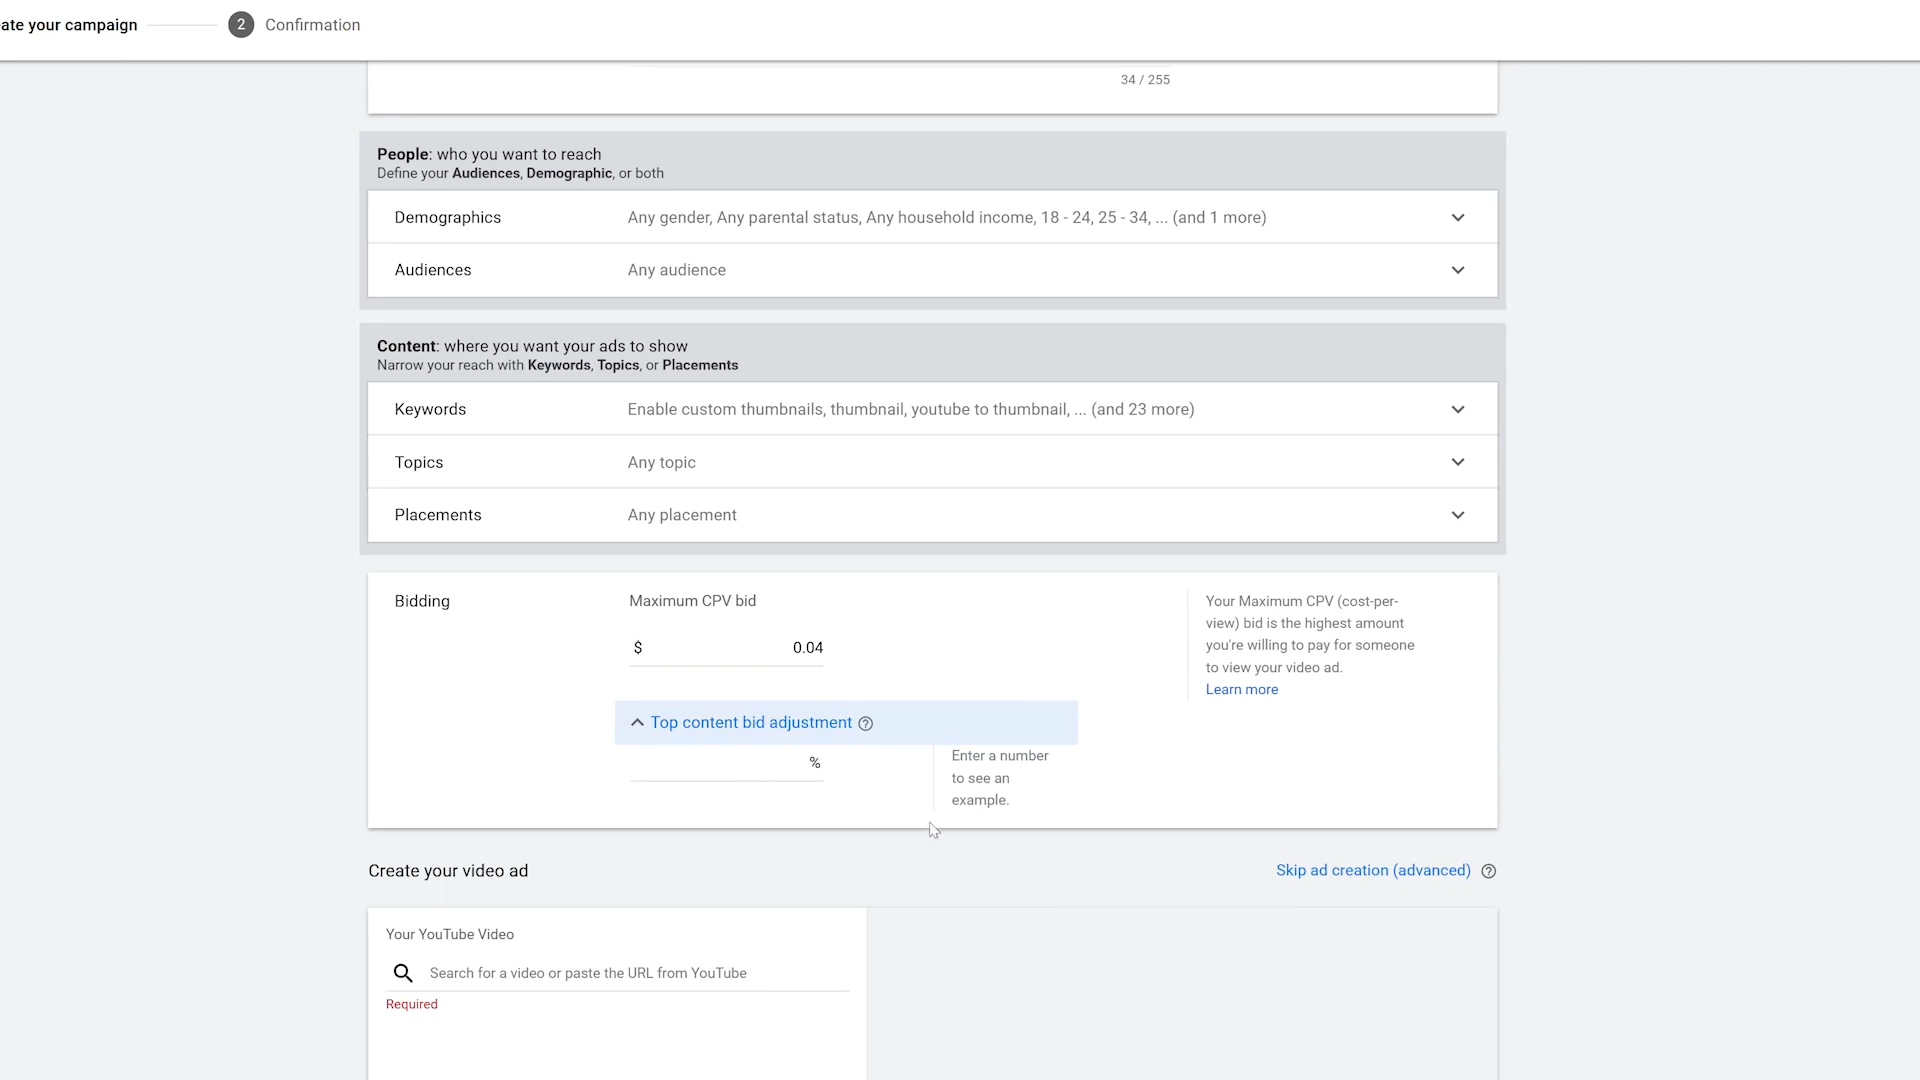 ate your campaign 2 Confirmation
34 / 255
People: who you want to reach
Define your Audiences, Demographic, or both
Demographics Any gender, Any parental status, Any household income, 18 - 24, 25 - 34, ... (and 1 more)
Audiences Any audience
Content: where you want your ads to show
Narrow your reach with Keywords, Topics, or Placements
Keywords Enable custom thumbnails, thumbnail, youtube to thumbnail, ... (and 23 more)
Topics Any topic
Placements Any placement
Bidding Maximum CPV bid
$ 0.04
Your Maximum CPV (cost-per-
view) bid is the highest amount
you're willing to pay for someone
to view your video ad.
Learn more
Top content bid adjustment ?
%
Enter a number
to see an
example.
Create your video ad Skip ad creation (advanced) ?
Your YouTube Video
Search for a video or paste the URL from YouTube
Required